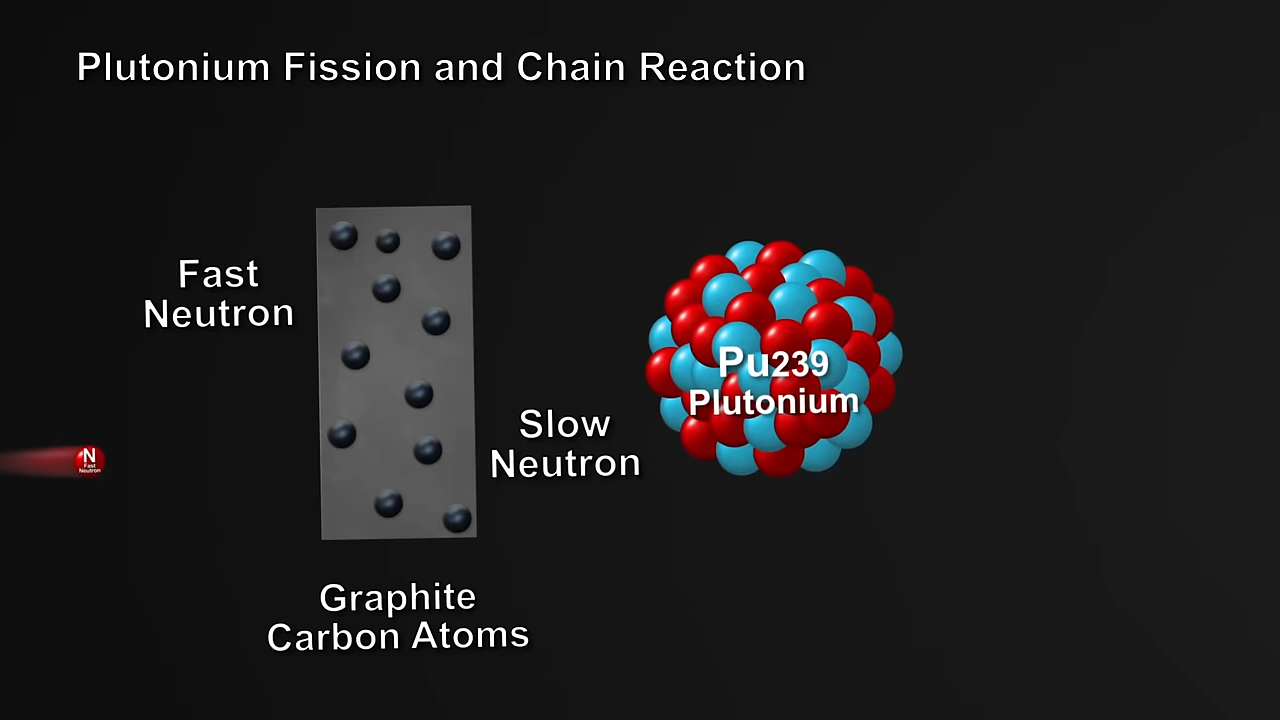 Plutonium Fission and Chain Reaction
Fast
Neutron
N
Fast
Neutron
Slow
Neutron
Pu239
Plutonium
Graphite
Carbon Atoms